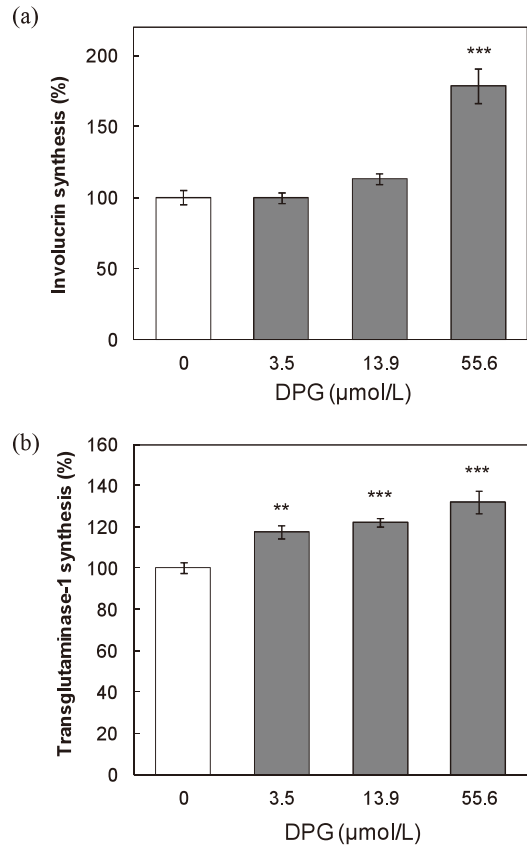 (a)
Involucrin synthesis (%)
200
150
100
50
0
***
0 3.5 13.9 55.6
DPG (µmol/L)
(b)
Transglutaminase-1 synthesis (%)
160
140
120
100
80
60
40
20
0
** *** ***
0 3.5 13.9 55.6
DPG (µmol/L)